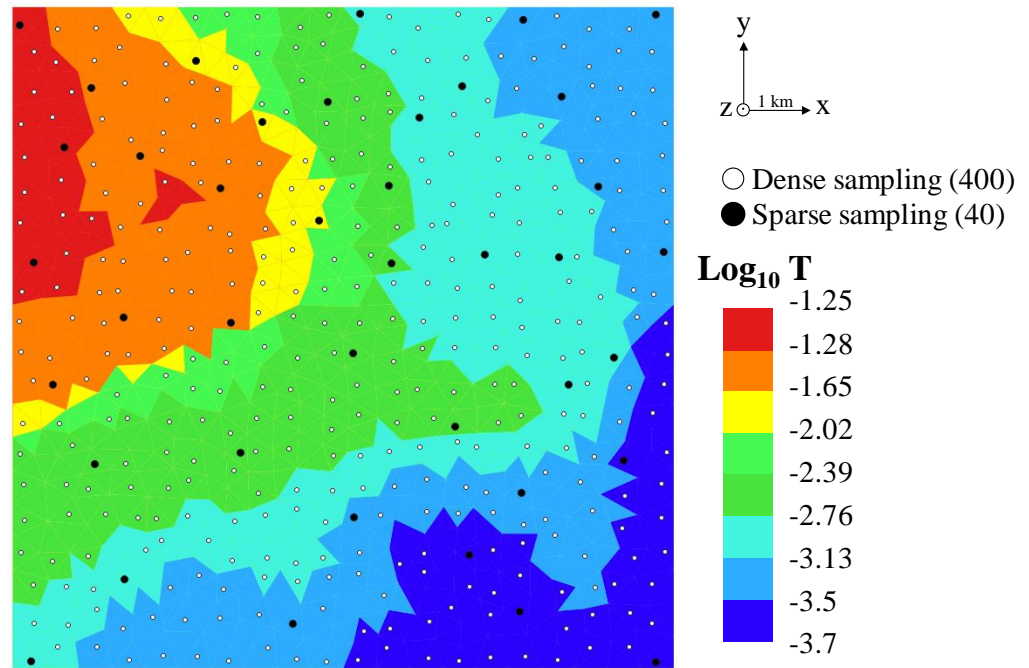 y
z
1 km
x
Dense sampling (400)
Sparse sampling (40)
Log₁₀ T
-1.25
-1.28
-1.65
-2.02
-2.39
-2.76
-3.13
-3.5
-3.7